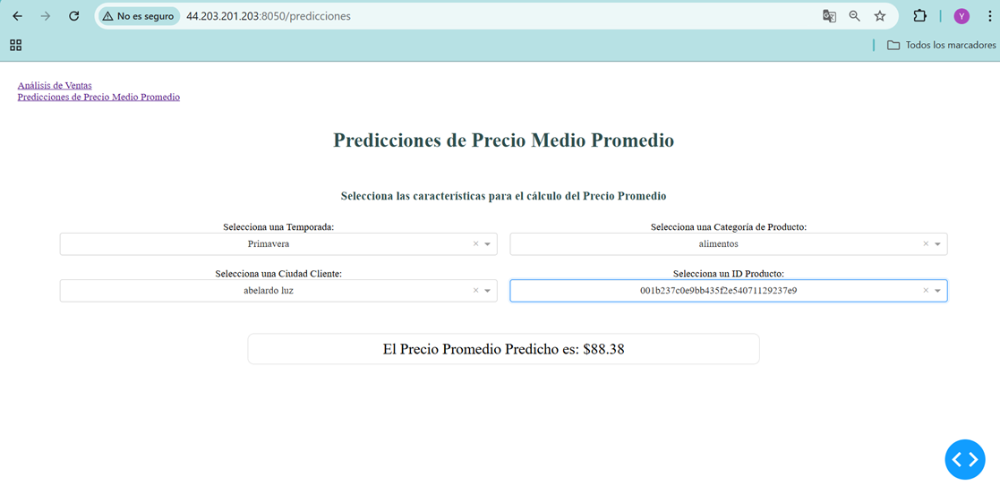 No es seguro 44.203.201.203:8050/predicciones Y
Todos los marcadores
Análisis de Ventas
Predicciones de Precio Medio Promedio
Predicciones de Precio Medio Promedio
Selecciona las características para el cálculo del Precio Promedio
Selecciona una Temporada:
Primavera
Selecciona una Categoría de Producto:
alimentos
Selecciona una Ciudad Cliente:
abelardo luz
Selecciona un ID Producto:
001b237c0e9bb435f2e54071129237e9
El Precio Promedio Predicho es: $88.38